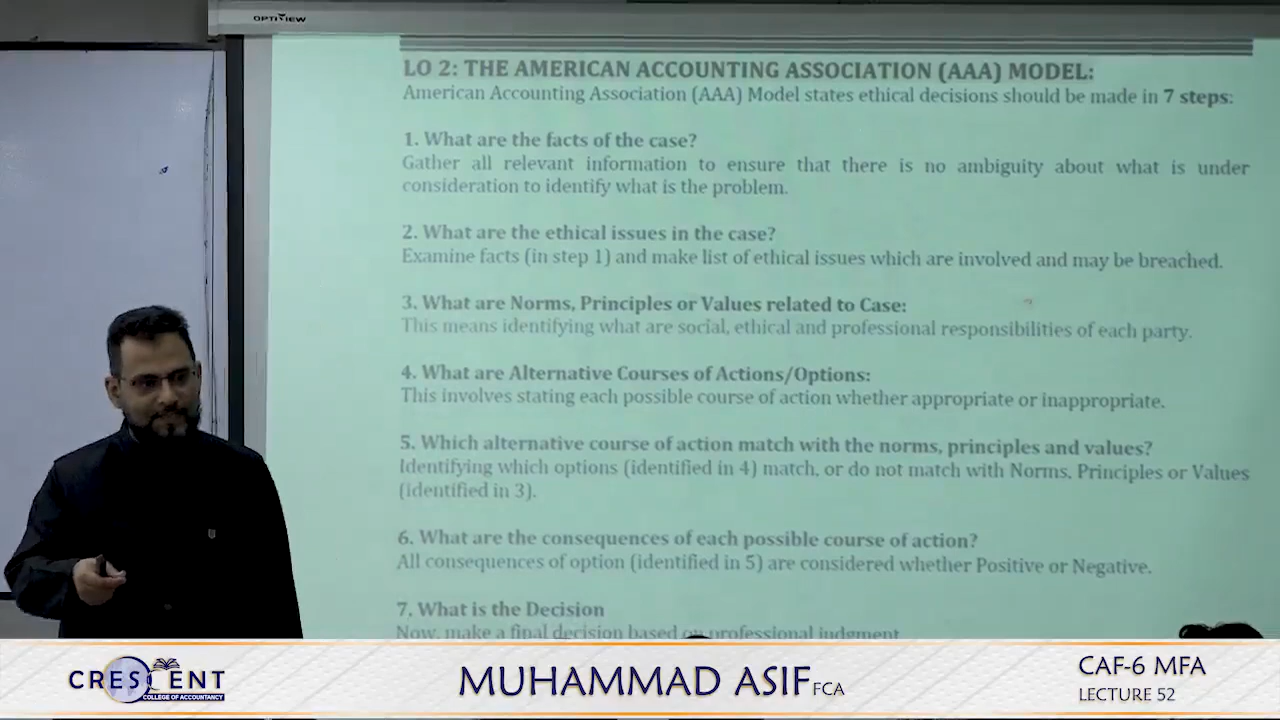 OPTIVIEW
LO 2: THE AMERICAN ACCOUNTING ASSOCIATION (AAA) MODEL:
American Accounting Association (AAA) Model states ethical decisions should be made in 7 steps:
1. What are the facts of the case?
Gather all relevant information to ensure that there is no ambiguity about what is under
consideration to identify what is the problem.
2. What are the ethical issues in the case?
Examine facts (in step 1) and make list of ethical issues which are involved and may be breached.
3. What are Norms, Principles or Values related to Case:
This means identifying what are social, ethical and professional responsibilities of each party.
4. What are Alternative Courses of Actions/Options:
This involves stating each possible course of action whether appropriate or inappropriate.
5. Which alternative course of action match with the norms, principles and values?
Identifying which options (identified in 4) match, or do not match with Norms, Principles or Values
(identified in 3).
6. What are the consequences of each possible course of action?
All consequences of option (identified in 5) are considered whether Positive or Negative.
7. What is the Decision
Now, make a final decision based on professional judgment
CRESCENT
COLLEGE OF ACCOUNTANCY
MUHAMMAD ASIF FCA
CAF-6 MFA
LECTURE 52